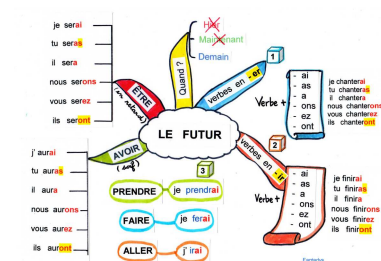 je serai
tu seras
il sera
nous serons
vous serez
ils seront
ÊTRE
Quand ?
Hier
Maintenant
Demain
1
verbes en -er
Verbe +
- ai
- as
- a
- ons
- ez
- ont
je chanterai
tu chanteras
il chantera
nous chanterons
vous chanterez
ils chanteront
LE FUTUR
AVOIR
j' aurai
tu auras
il aura
nous aurons
vous aurez
ils auront
2
verbes en -ir
Verbe +
- ai
- as
- a
- ons
- ez
- ont
je finirai
tu finiras
il finira
nous finirons
vous finirez
ils finiront
3
PRENDRE
je prendrai
FAIRE
je ferai
ALLER
j' irai